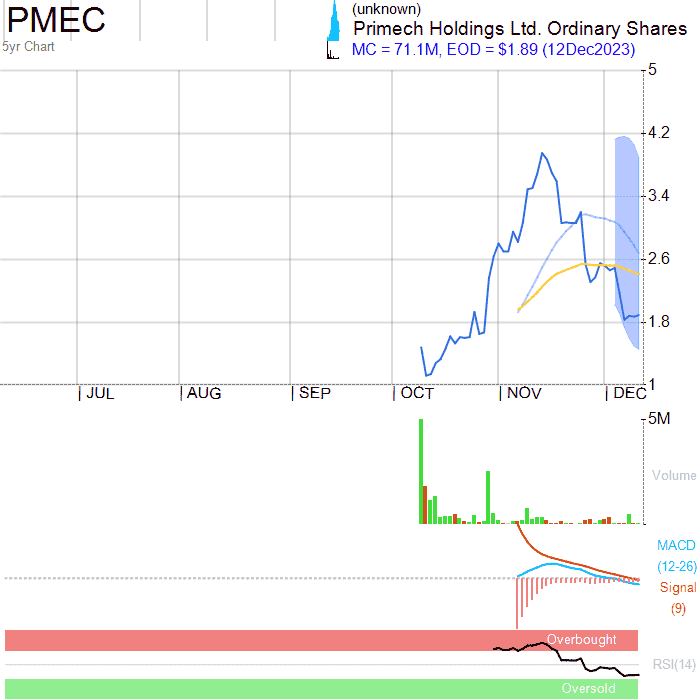 PMEC
5yr Chart
(unknown)
Primech Holdings Ltd. Ordinary Shares
MC = 71.1M, EOD = $1.89 (12Dec2023)
5
4.2
3.4
2.6
1.8
1
JUL AUG SEP OCT NOV DEC
5M
Volume
MACD
(12-26)
Signal
(9)
Overbought
RSI(14)
Oversold